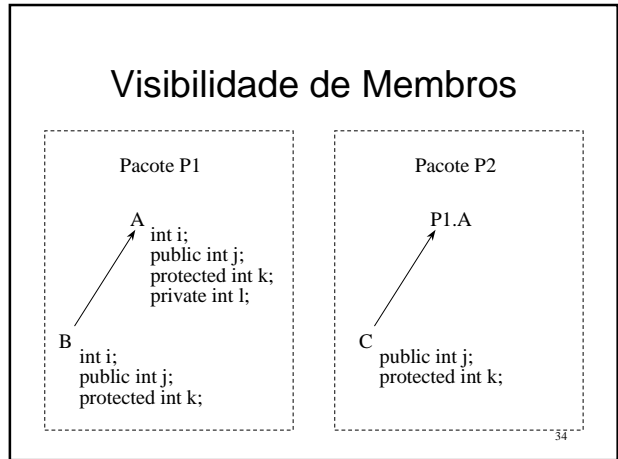 Visibilidade de Membros
Pacote P1
A
int i;
public int j;
protected int k;
private int l;
B
int i;
public int j;
protected int k;
Pacote P2
P1.A
C
public int j;
protected int k;
34